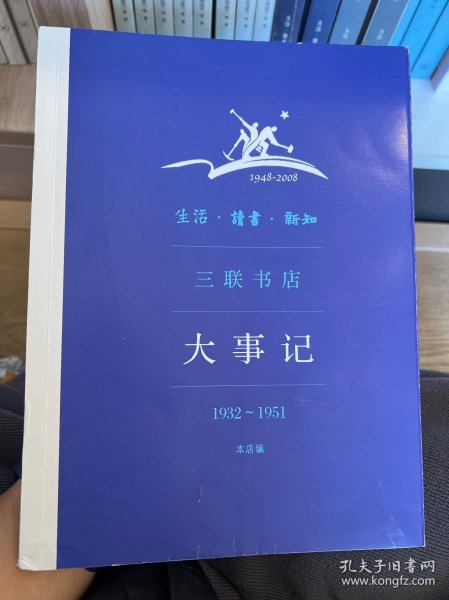 1948-2008
生活·讀書·新知
三联书店
大事记
1932~1951
本店编
孔夫子旧书网
www.kongfz.com